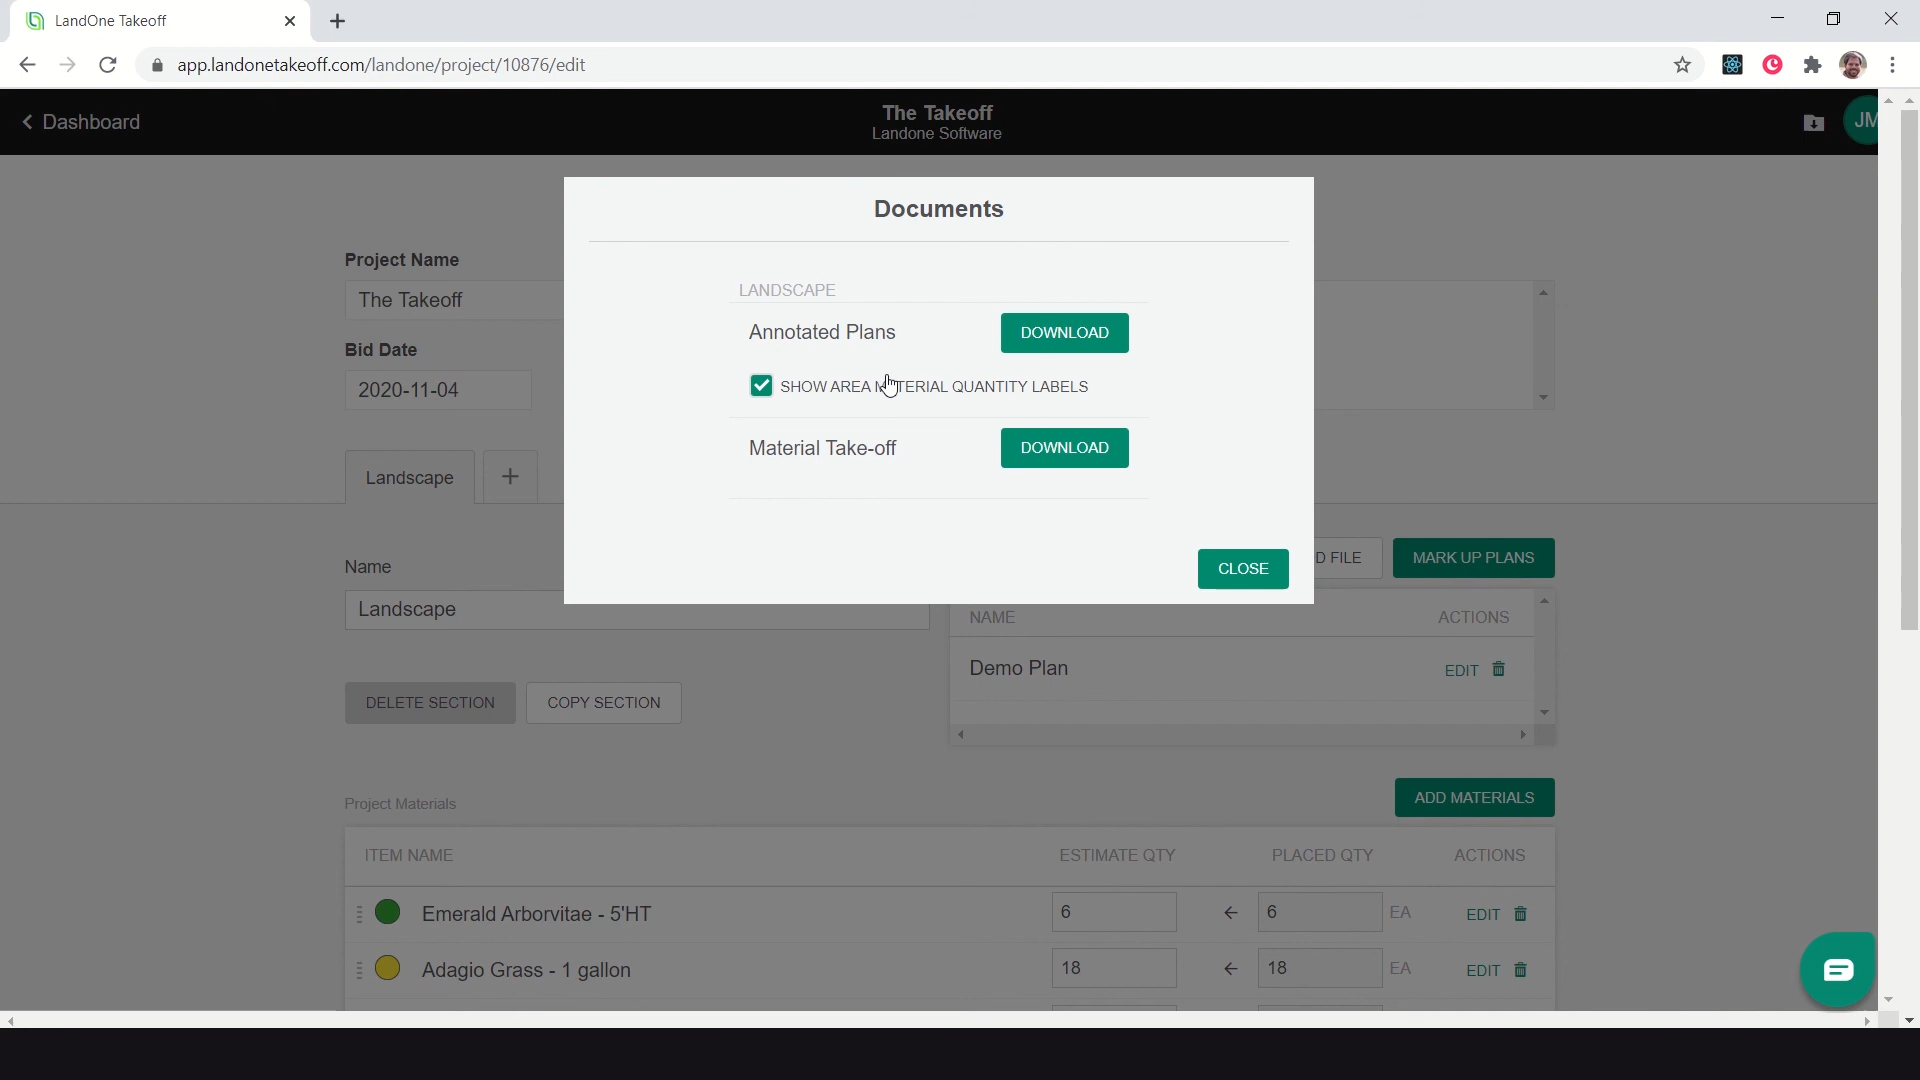 LandOne Takeoff
app.landonetakeoff.com/landone/project/10876/edit
Dashboard
The Takeoff
Landone Software
JM
Documents
LANDSCAPE
Annotated Plans
DOWNLOAD
SHOW AREA MATERIAL QUANTITY LABELS
Material Take-off
DOWNLOAD
CLOSE
Project Name
The Takeoff
Bid Date
2020-11-04
Landscape
+
Name
Landscape
DELETE SECTION
COPY SECTION
D FILE
MARK UP PLANS
NAME
ACTIONS
Demo Plan
EDIT
Project Materials
ADD MATERIALS
ITEM NAME
ESTIMATE QTY
PLACED QTY
ACTIONS
Emerald Arborvitae - 5'HT
6
6
EA
EDIT
Adagio Grass - 1 gallon
18
18
EA
EDIT